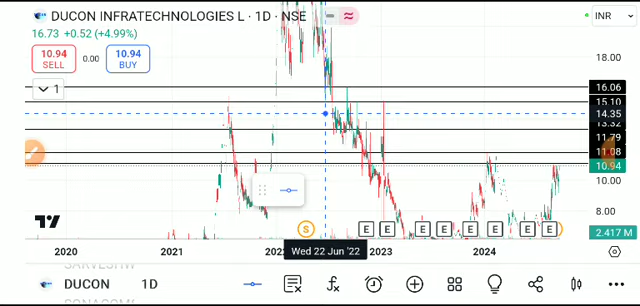 DUCON INFRATECHNOLOGIES L · 1D · NSE
INR
16.73 +0.52 (+4.99%)
10.94
SELL
0.00
10.94
BUY
1
18.00
16.06
15.10
14.35
13.32
11.79
11.08
10.94
10.00
8.00
2.417 M
S
E E E E E E E E
2020
2021
Wed 22 Jun '22
2023
2024
DUCON 1D